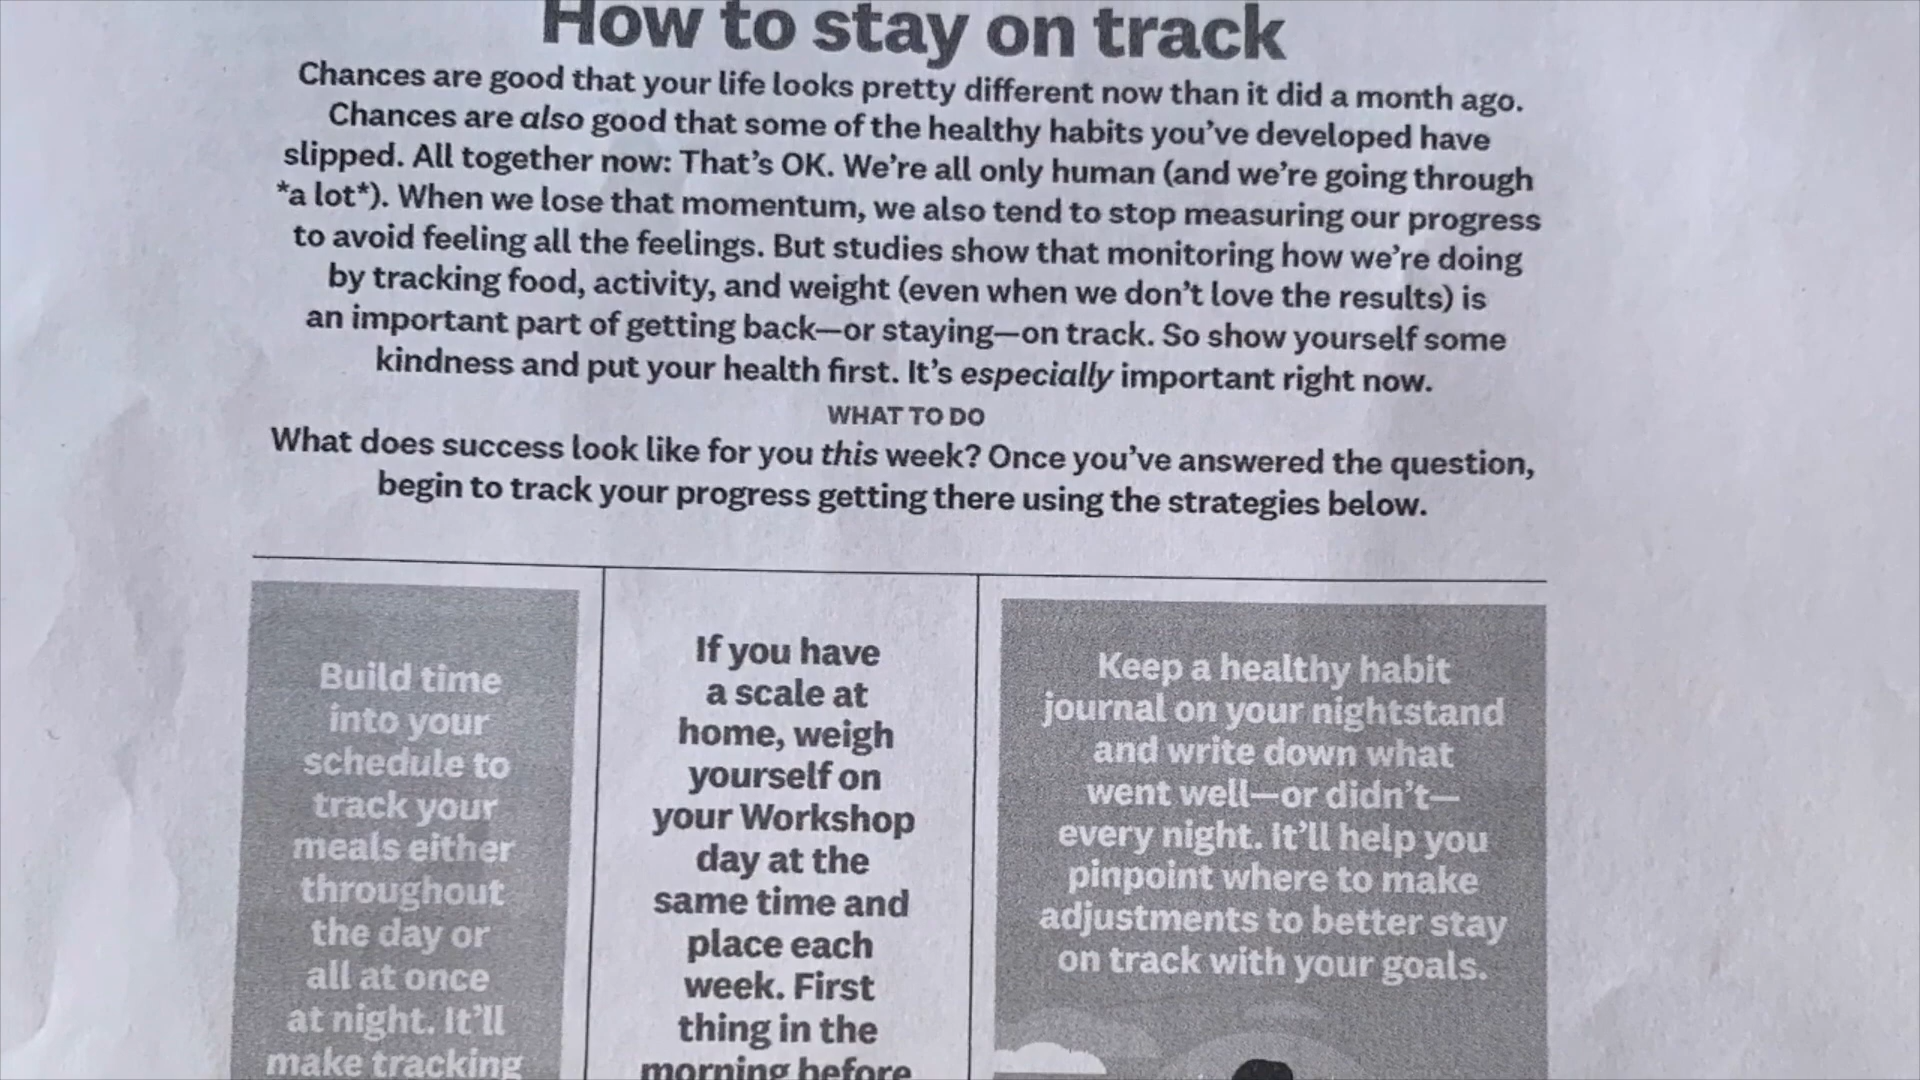 How to stay on track
Chances are good that your life looks pretty different now than it did a month ago.
Chances are also good that some of the healthy habits you've developed have
slipped. All together now: That's OK. We're all only human (and we're going through
*a lot*). When we lose that momentum, we also tend to stop measuring our progress
to avoid feeling all the feelings. But studies show that monitoring how we're doing
by tracking food, activity, and weight (even when we don't love the results) is
an important part of getting back—or staying—on track. So show yourself some
kindness and put your health first. It's especially important right now.
WHAT TO DO
What does success look like for you this week? Once you've answered the question,
begin to track your progress getting there using the strategies below.
Build time
into your
schedule to
track your
meals either
throughout
the day or
all at once
at night. It'll
make tracking
If you have
a scale at
home, weigh
yourself on
your Workshop
day at the
same time and
place each
week. First
thing in the
morning before
Keep a healthy habit
journal on your nightstand
and write down what
went well—or didn't—
every night. It'll help you
pinpoint where to make
adjustments to better stay
on track with your goals.